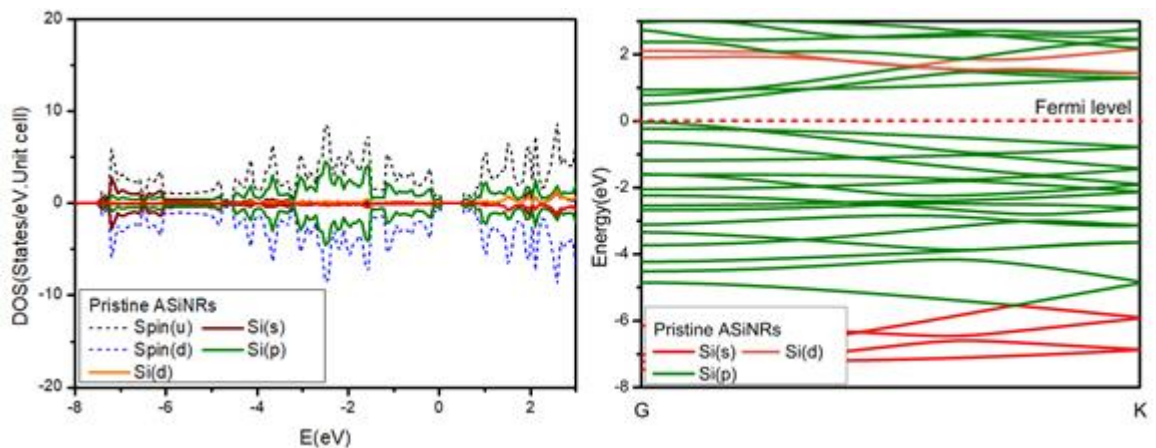 20
10
0
-10
-20
DOS(States/eV.Unit cell)
Pristine ASiNRs
Spin(u) Si(s)
Spin(d) Si(p)
Si(d)
-8 -6 -4 -2 0 2
E(eV)
2
0
-2
-4
-6
-8
Energy(eV)
Fermi level
Pristine ASiNRs
Si(s) Si(d)
Si(p)
G K